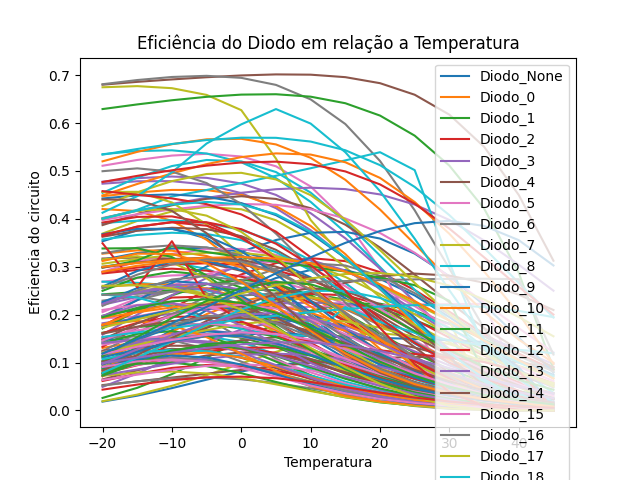 Eficiência do Diodo em relação a Temperatura
Eficiencia do circuito
0.7
0.6
0.5
0.4
0.3
0.2
0.1
0.0
−20
−10
0
10
20
30
40
Temperatura
Diodo_None
Diodo_0
Diodo_1
Diodo_2
Diodo_3
Diodo_4
Diodo_5
Diodo_6
Diodo_7
Diodo_8
Diodo_9
Diodo_10
Diodo_11
Diodo_12
Diodo_13
Diodo_14
Diodo_15
Diodo_16
Diodo_17
Diodo_18